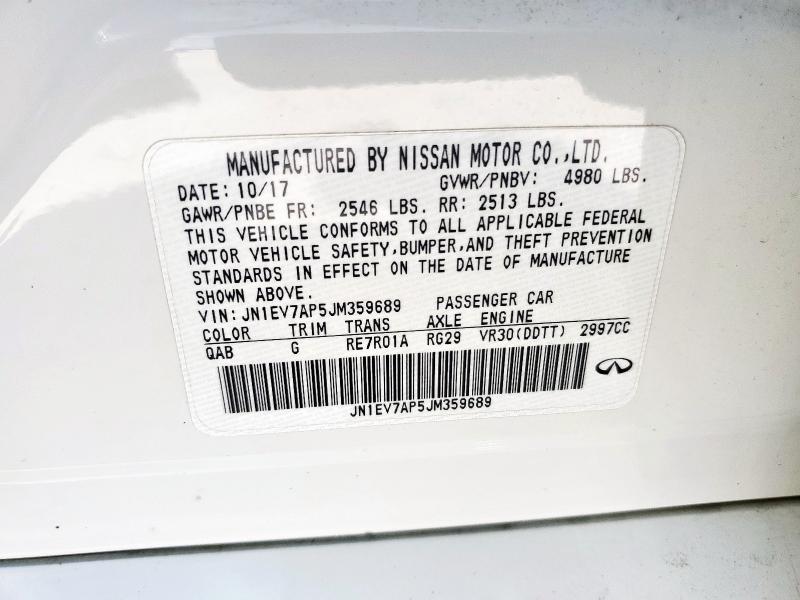 MANUFACTURED BY NISSAN MOTOR CO.,LTD.
DATE: 10/17 GVWR/PNBV: 4980 LBS.
GAWR/PNBE FR: 2546 LBS. RR: 2513 LBS.
THIS VEHICLE CONFORMS TO ALL APPLICABLE FEDERAL
MOTOR VEHICLE SAFETY,BUMPER,AND THEFT PREVENTION
STANDARDS IN EFFECT ON THE DATE OF MANUFACTURE
SHOWN ABOVE.
VIN: JN1EV7AP5JM359689 PASSENGER CAR
COLOR TRIM TRANS AXLE ENGINE
QAB G RE7R01A RG29 VR30(DDTT) 2997CC
JN1EV7AP5JM359689